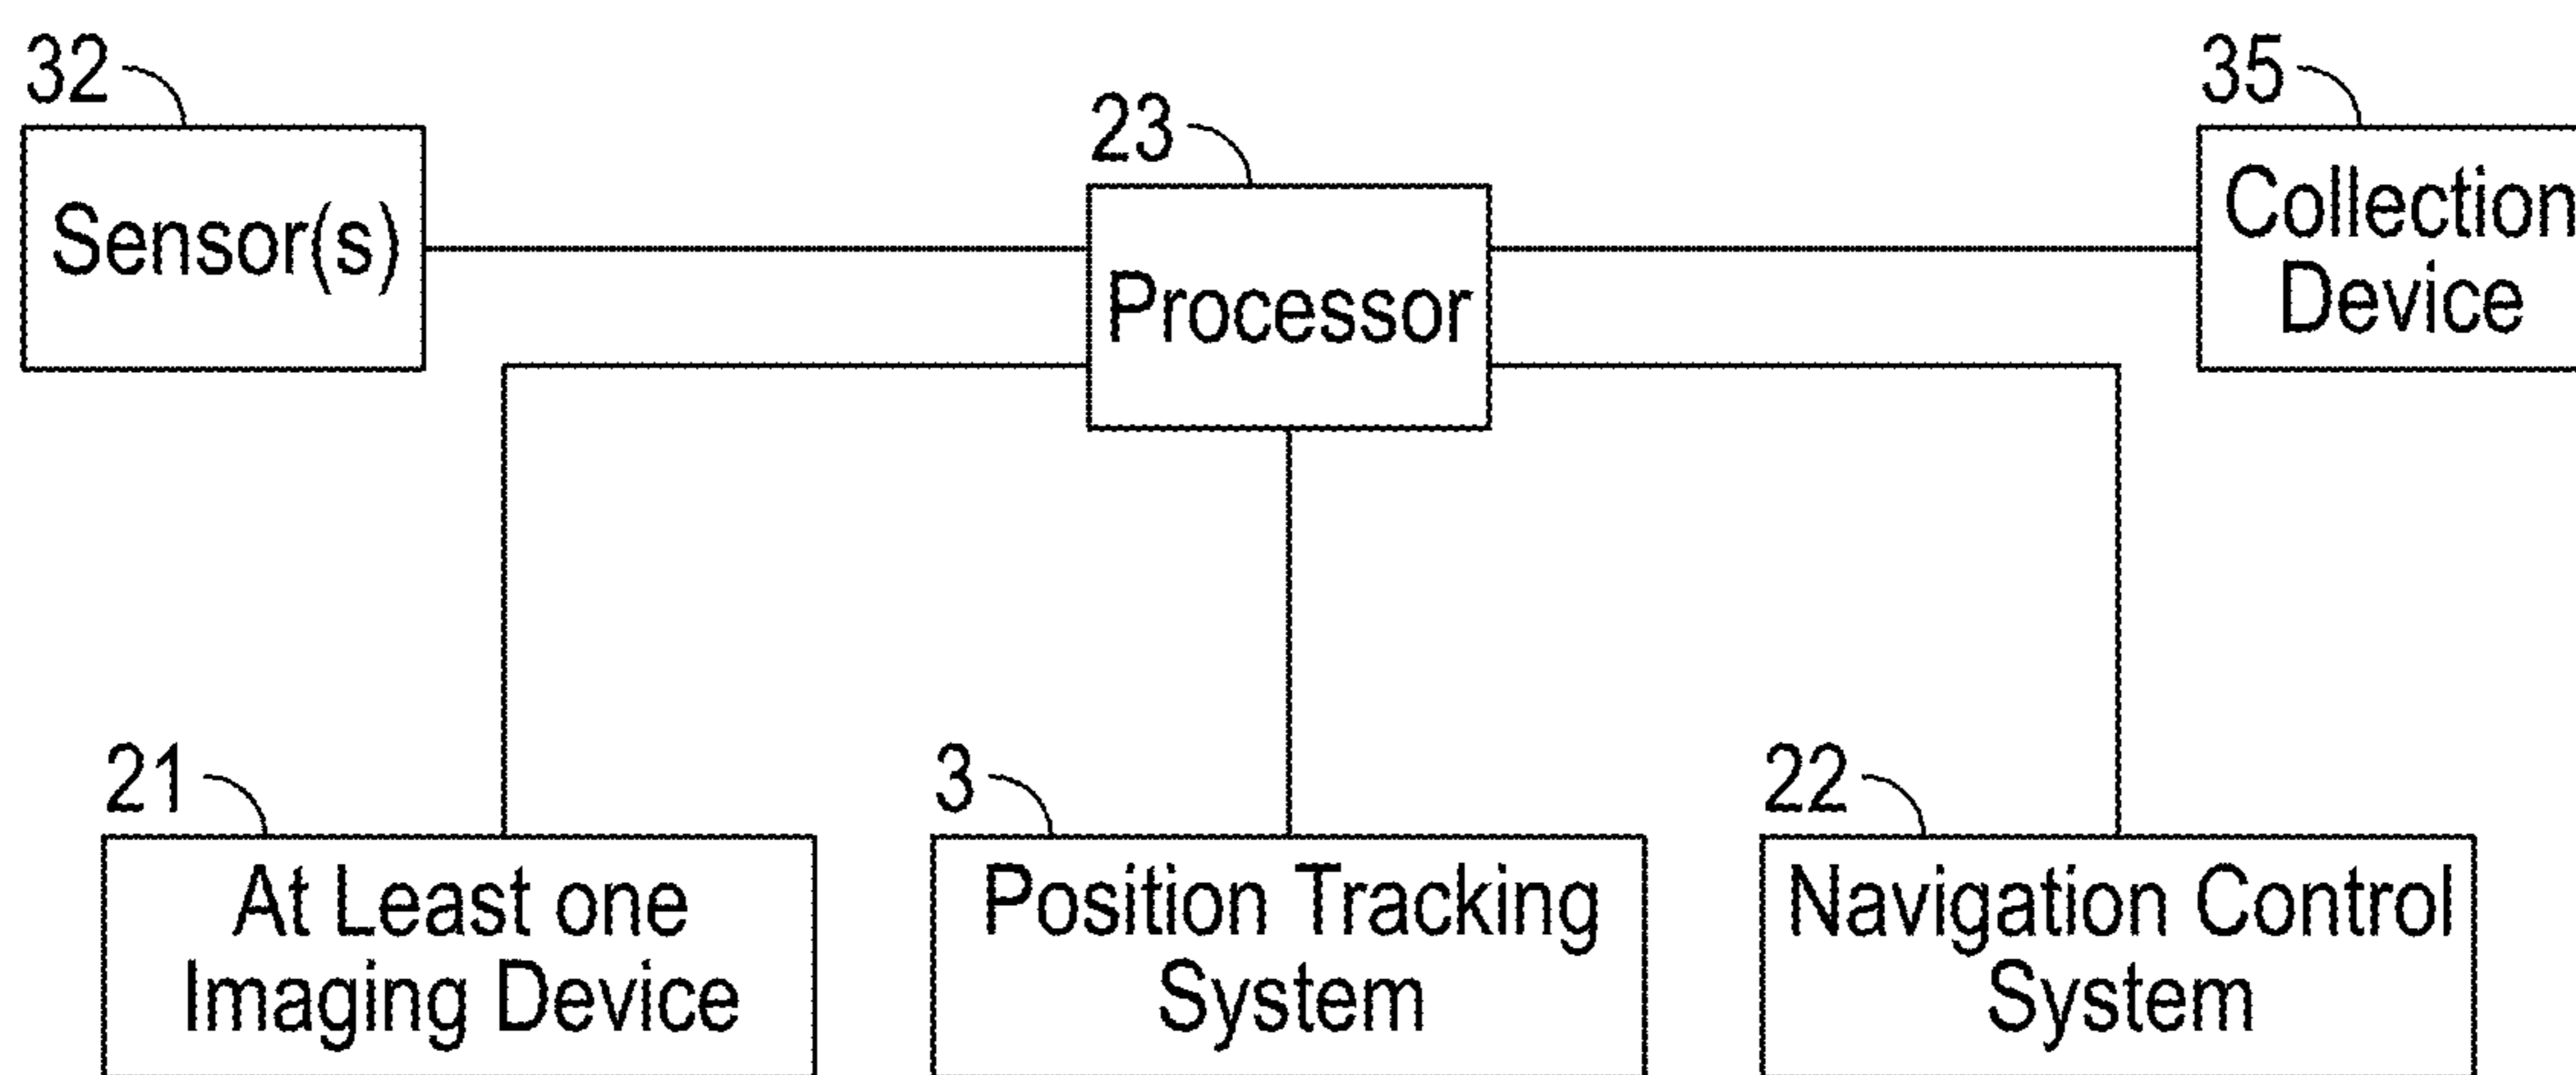 32
Sensor(s)
23
Processor
35
Collection
Device
21
At Least one
Imaging Device
3
Position Tracking
System
22
Navigation Control
System